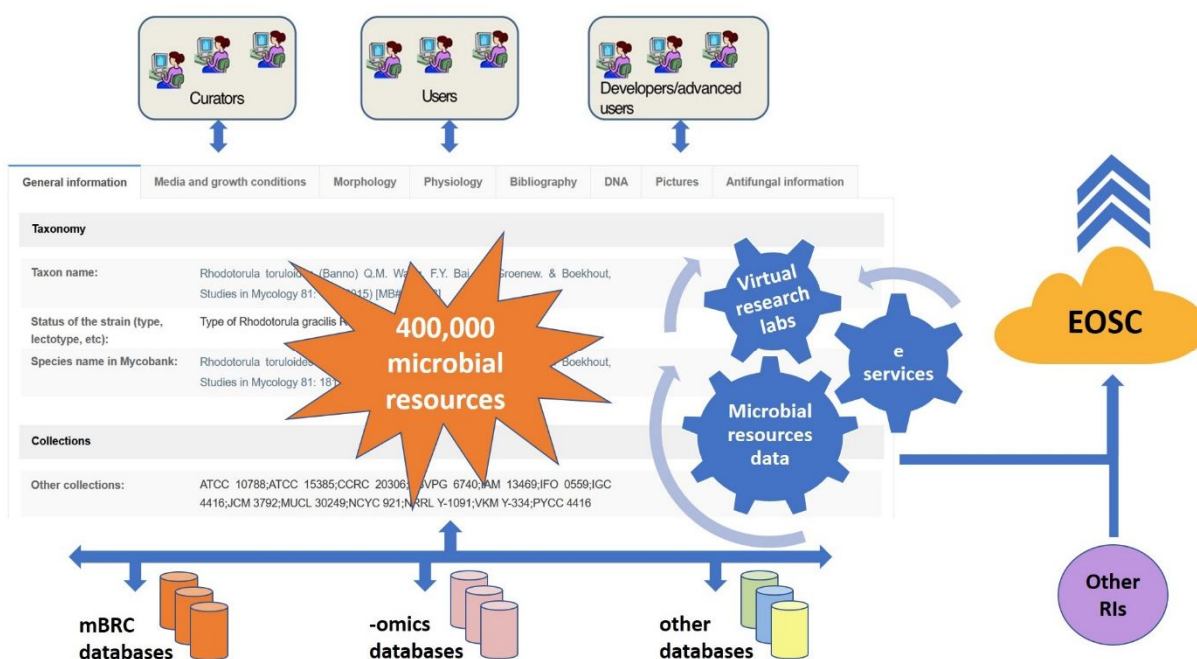 Curators
Users
Developers/advanced
users
General information Media and growth conditions Morphology Physiology Bibliography DNA Pictures Antifungal information
Taxonomy
Taxon name:
Rhodotorula (Banno) Q.M. F.Y. Bai, Groenew. & Boekhout,
Studies in Mycology 81:
Status of the strain (type,
lectotype, etc):
Type of Rhodotorula gracilis
Species name in Mycobank:
Rhodotorula toruloides Boekhout,
Studies in Mycology 81:
400,000
microbial
resources
Virtual
research
labs
e
services
Microbial
resources
data
EOSC
Collections
Other collections:
ATCC 10788;ATCC 15385;CCRC 20306; 6740;IAM 13469;IFO 0559;IGC
4416;JCM 3792;MUCL 30249;NCYC 921;NRRL Y-1091;VKM Y-334;PYCC 4416
mBRC
databases
-omics
databases
other
databases
Other
RIs